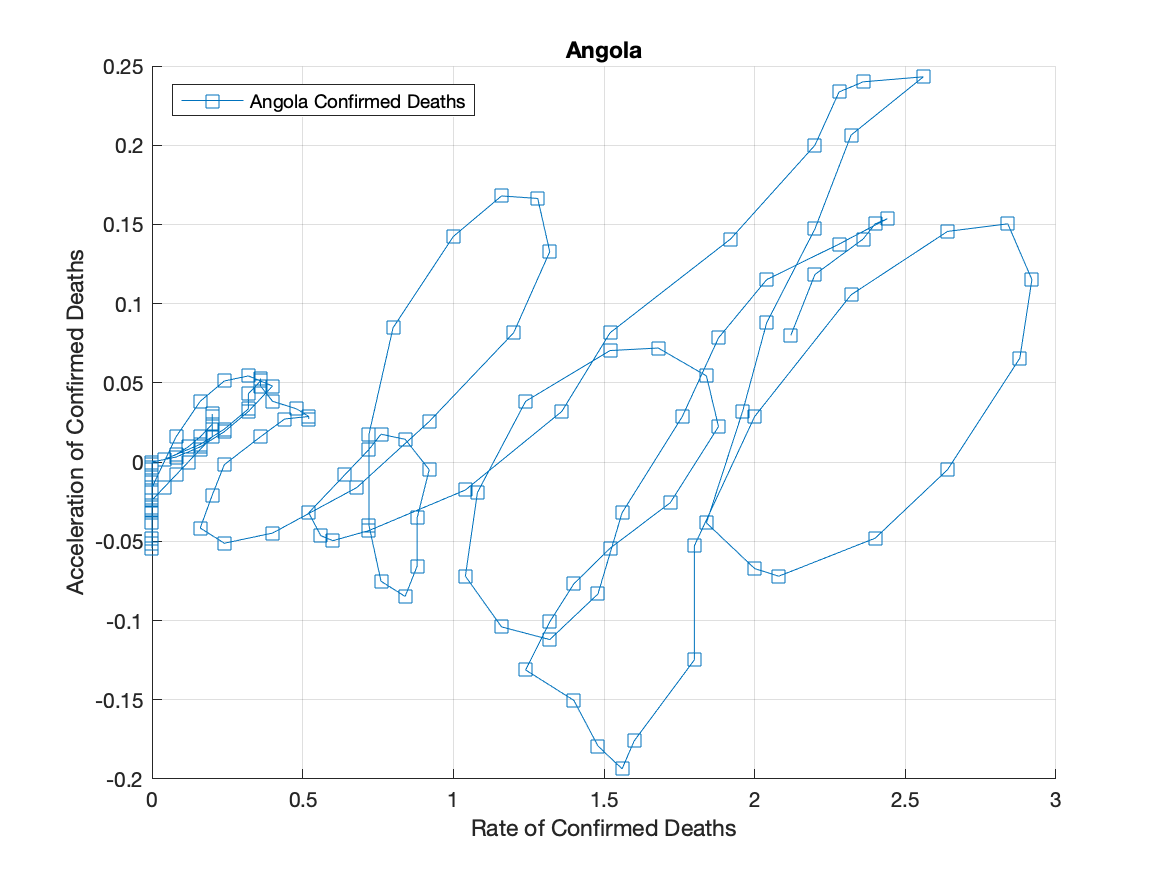 Angola
Angola Confirmed Deaths
0.25
0.2
0.15
0.1
0.05
0
-0.05
-0.1
-0.15
-0.2
Acceleration of Confirmed Deaths
0 0.5 1 1.5 2 2.5 3
Rate of Confirmed Deaths